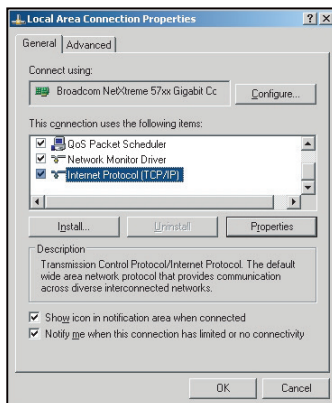 Local Area Connection Properties
General Advanced
Connect using:
Broadcom NetXtreme 57xx Gigabit Cc
Configure...
This connection uses the following items:
QoS Packet Scheduler
Network Monitor Driver
Internet Protocol (TCP/IP)
Install... Uninstall Properties
Description
Transmission Control Protocol/Internet Protocol. The default
wide area network protocol that provides communication
across diverse interconnected networks.
Show icon in notification area when connected
Notify me when this connection has limited or no connectivity
OK Cancel